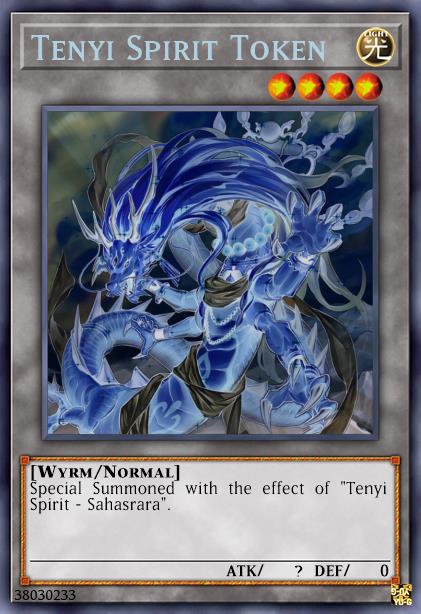 TENYI SPIRIT TOKEN
LIGHT
光
[WYRM/NORMAL]
Special Summoned with the effect of "Tenyi
Spirit - Sahasrara".
ATK/ ? DEF/ 0
38030233